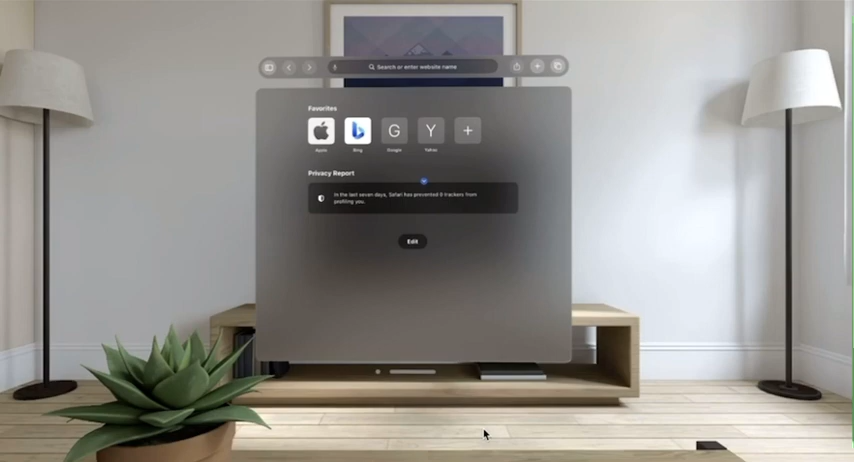 Search or enter website name
Favorites
Apple
Bing
G
Google
Y
Yahoo
Privacy Report
In the last seven days, Safari has prevented 0 trackers from
profiling you.
Edit